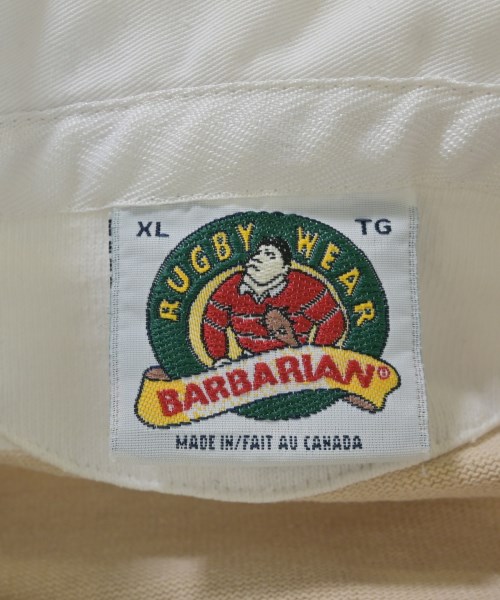 XL TG
RUGBY WEAR
BARBARIAN®
MADE IN/FAIT AU CANADA